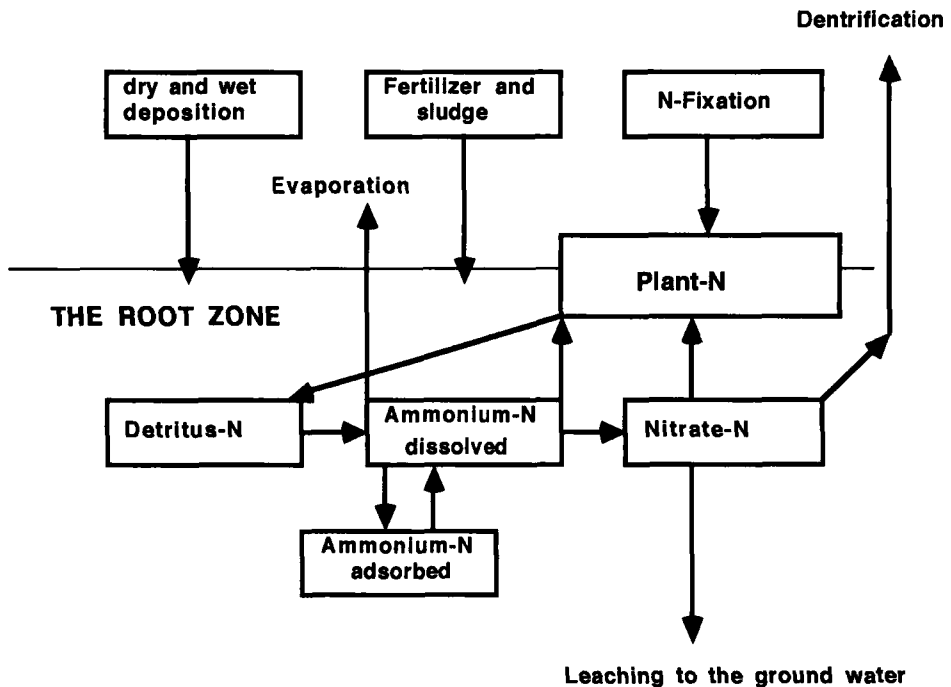 Dentrification
dry and wet
deposition
Fertilizer and
sludge
N-Fixation
Evaporation
Plant-N
THE ROOT ZONE
Detritus-N
Ammonium-N
dissolved
Nitrate-N
Ammonium-N
adsorbed
Leaching to the ground water